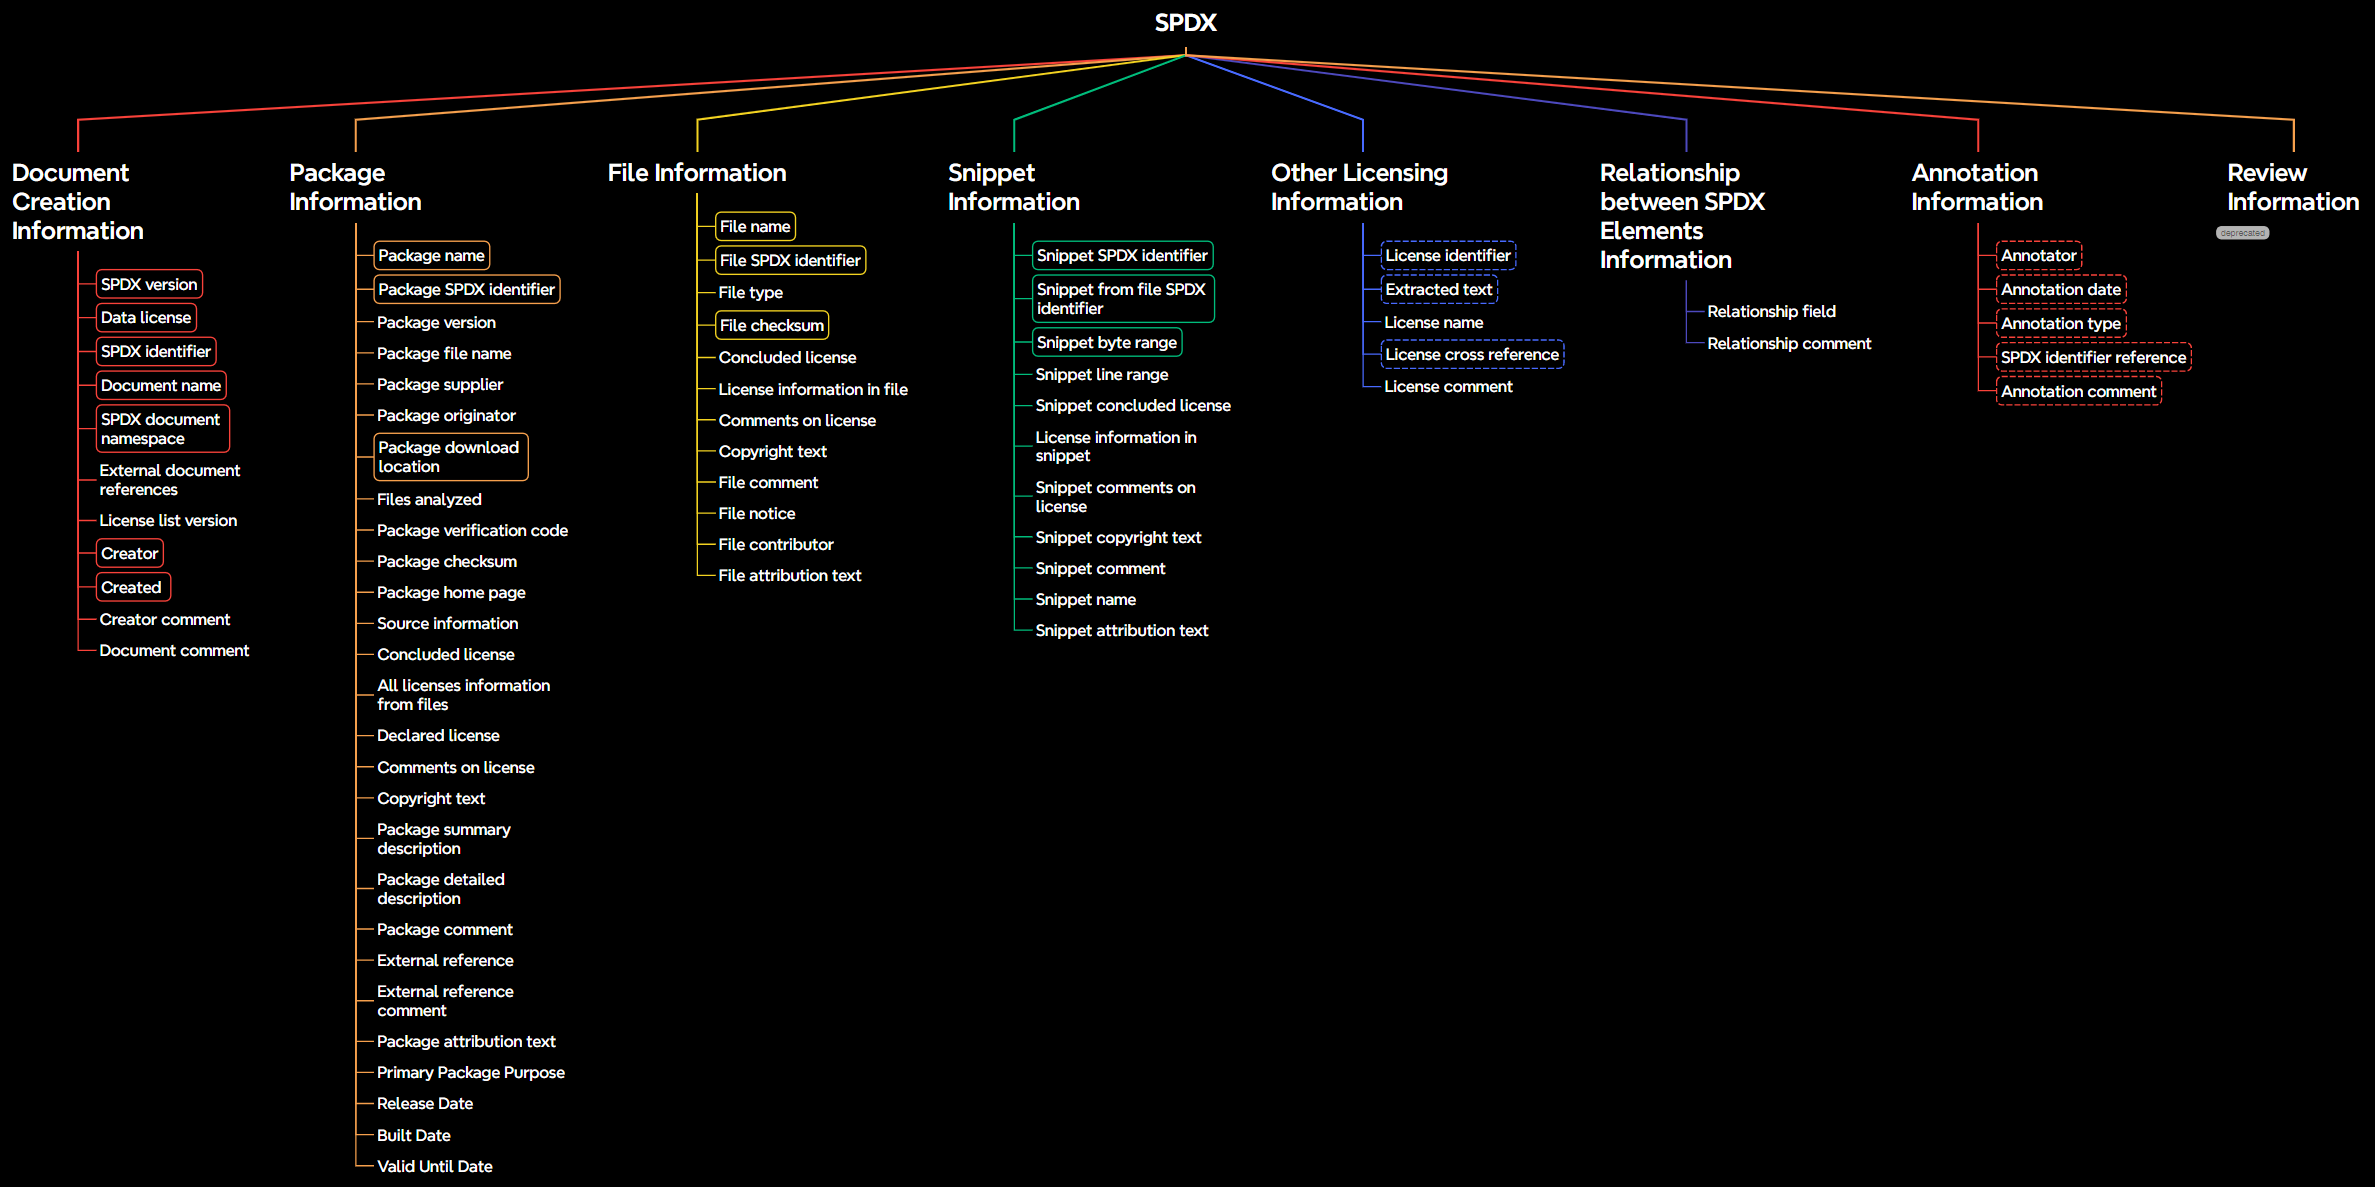 SPDX
Document
Creation
Information
SPDX version
Data license
SPDX identifier
Document name
SPDX document
namespace
External document
references
License list version
Creator
Created
Creator comment
Document comment
Package
Information
Package name
Package SPDX identifier
Package version
Package file name
Package supplier
Package originator
Package download
location
Files analyzed
Package verification code
Package checksum
Package home page
Source information
Concluded license
All licenses information
from files
Declared license
Comments on license
Copyright text
Package summary
description
Package detailed
description
Package comment
External reference
External reference
comment
Package attribution text
Primary Package Purpose
Release Date
Built Date
Valid Until Date
File Information
File name
File SPDX identifier
File type
File checksum
Concluded license
License information in file
Comments on license
Copyright text
File comment
File notice
File contributor
File attribution text
Snippet
Information
Snippet SPDX identifier
Snippet from file SPDX
identifier
Snippet byte range
Snippet line range
Snippet concluded license
License information in
snippet
Snippet comments on
license
Snippet copyright text
Snippet comment
Snippet name
Snippet attribution text
Other Licensing
Information
License identifier
Extracted text
License name
License cross reference
License comment
Relationship
between SPDX
Elements
Information
Relationship field
Relationship comment
Annotation
Information
Annotator
Annotation date
Annotation type
SPDX identifier reference
Annotation comment
Review
Information
deprecated